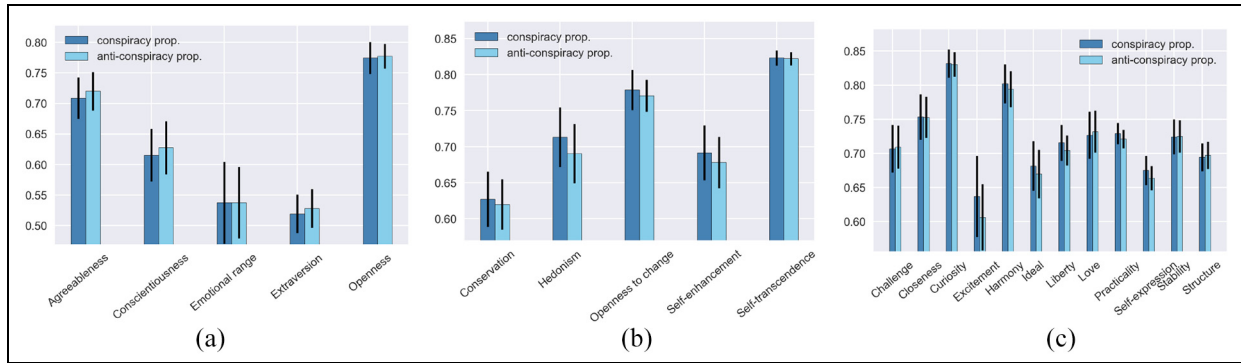 conspiracy prop.
anti-conspiracy prop.
0.80
0.75
0.70
0.65
0.60
0.55
0.50
Agreeableness
Conscientiousness
Emotional range
Extraversion
Openness
(a)
conspiracy prop.
anti-conspiracy prop.
0.85
0.80
0.75
0.70
0.65
0.60
Conservation
Hedonism
Openness to change
Self-enhancement
Self-transcendence
(b)
conspiracy prop.
anti-conspiracy prop.
0.85
0.80
0.75
0.70
0.65
0.60
Challenge
Closeness
Curiosity
Excitement
Harmony
Ideal
Liberty
Love
Practicality
Self-expression
Stability
Structure
(c)